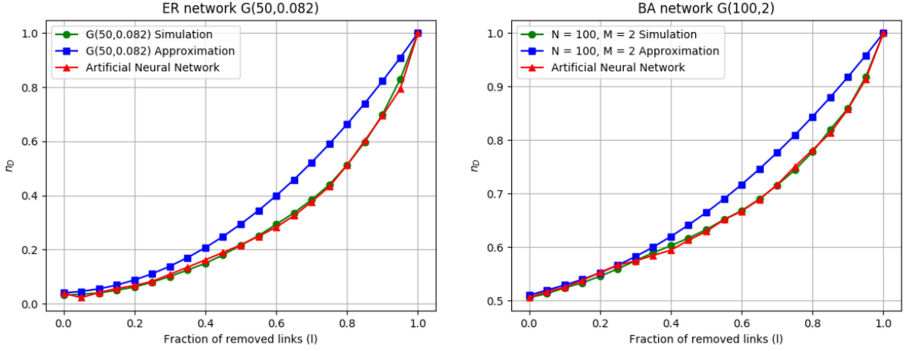 ER network G(50,0.082)
G(50,0.082) Simulation
G(50,0.082) Approximation
Artificial Neural Network
1.0
0.8
0.6
0.4
0.2
0.0
n_D
0.0 0.2 0.4 0.6 0.8 1.0
Fraction of removed links (l)
BA network G(100,2)
N = 100, M = 2 Simulation
N = 100, M = 2 Approximation
Artificial Neural Network
1.0
0.9
0.8
0.7
0.6
0.5
n_D
0.0 0.2 0.4 0.6 0.8 1.0
Fraction of removed links (l)